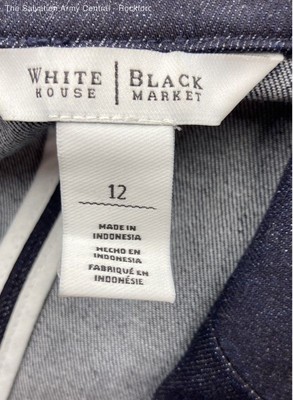 The Salvation Army Central - Rockford
WHITE HOUSE | BLACK MARKET
12
MADE IN
INDONESIA
HECHO EN
INDONESIA
FABRIQUÉ EN
INDONÉSIE